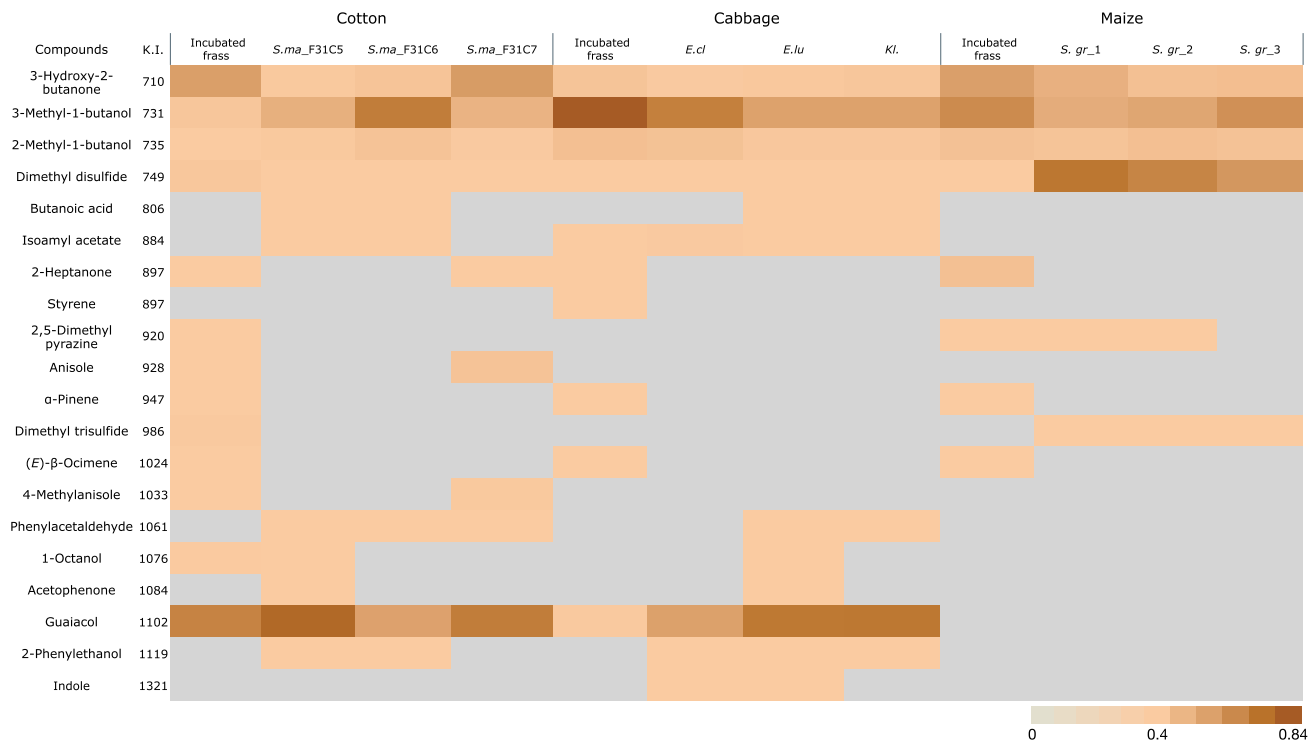 Cotton Cabbage Maize
Compounds K.I. Incubated frass S.ma_F31C5 S.ma_F31C6 S.ma_F31C7 Incubated frass E.cl E.lu Kl. Incubated frass S. gr_1 S. gr_2 S. gr_3
3-Hydroxy-2-
butanone 710
3-Methyl-1-butanol 731
2-Methyl-1-butanol 735
Dimethyl disulfide 749
Butanoic acid 806
Isoamyl acetate 884
2-Heptanone 897
Styrene 897
2,5-Dimethyl
pyrazine 920
Anisole 928
α-Pinene 947
Dimethyl trisulfide 986
(E)-β-Ocimene 1024
4-Methylanisole 1033
Phenylacetaldehyde 1061
1-Octanol 1076
Acetophenone 1084
Guaiacol 1102
2-Phenylethanol 1119
Indole 1321
0 0.4 0.84